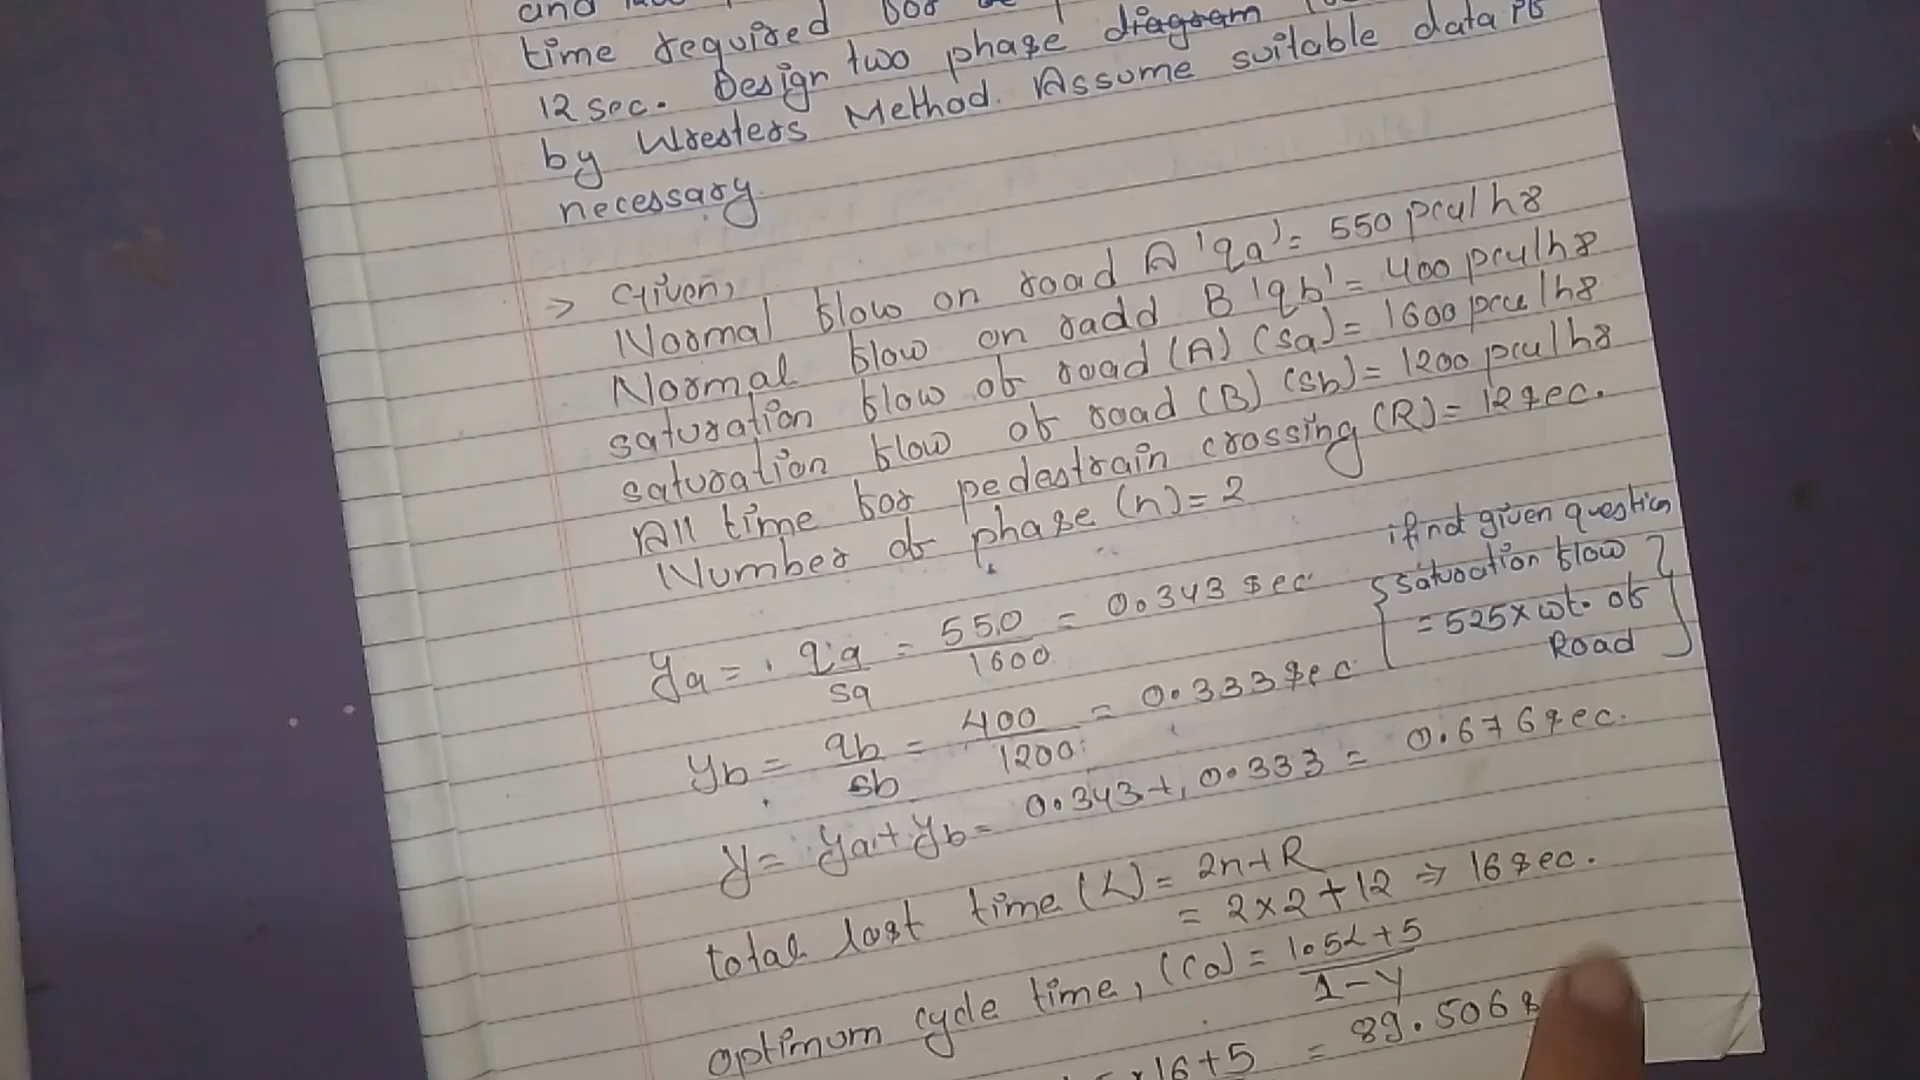 and
time required for
12 sec. Design two phase diagram
by Wresters Method. Assume suitable data if
necessary.
> Given,
Normal flow on road A 'qa' = 550 pcu/hr
Normal flow on radd B 'qb' = 400 pcu/hr
saturation flow of road (A) (Sa) = 1600 pcu/hr
saturation flow of road (B) (Sb) = 1200 pcu/hr
All time for pedestrain crossing (R) = 12 sec.
Number of phase (n) = 2
if not given question
{saturation flow
= 525 x wt. of
Road}
ya = qa/sa = 550/1600 = 0.343 sec
yb = qb/sb = 400/1200 = 0.333 sec
y = ya + yb = 0.343 + 0.333 = 0.676 sec.
total lost time (L) = 2n + R
= 2x2 + 12 => 16 sec.
optimum cycle time, (Co) = 1.5L + 5 / 1 - y
x 16 + 5 = 89.506 s